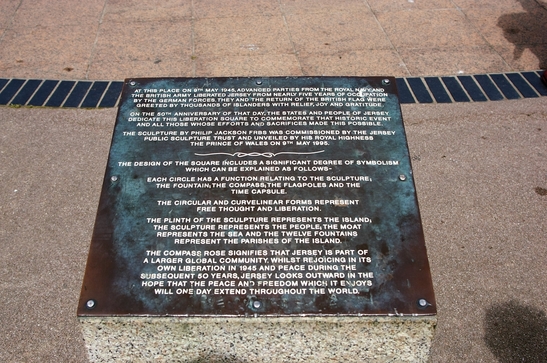 AT THIS PLACE ON 9TH MAY 1945, ADVANCED PARTIES FROM THE ROYAL NAVY AND
THE BRITISH ARMY LIBERATED JERSEY FROM NEARLY FIVE YEARS OF OCCUPATION
BY THE GERMAN FORCES. THEY AND THE RETURN OF THE BRITISH FLAG WERE
GREETED BY THOUSANDS OF ISLANDERS WITH RELIEF, JOY AND GRATITUDE.
ON THE 50TH ANNIVERSARY OF THAT DAY, THE STATES AND PEOPLE OF JERSEY
DEDICATE THIS LIBERATION SQUARE TO COMMEMORATE THAT HISTORIC EVENT
AND ALL THOSE WHOSE EFFORTS AND SACRIFICES MADE THIS POSSIBLE.
THE SCULPTURE BY PHILIP JACKSON FRBS WAS COMMISSIONED BY THE JERSEY
PUBLIC SCULPTURE TRUST AND UNVEILED BY HIS ROYAL HIGHNESS
THE PRINCE OF WALES ON 9TH MAY 1995.
THE DESIGN OF THE SQUARE INCLUDES A SIGNIFICANT DEGREE OF SYMBOLISM
WHICH CAN BE EXPLAINED AS FOLLOWS-
EACH CIRCLE HAS A FUNCTION RELATING TO THE SCULPTURE;
THE FOUNTAIN, THE COMPASS, THE FLAGPOLES AND THE
TIME CAPSULE.
THE CIRCULAR AND CURVELINEAR FORMS REPRESENT
FREE THOUGHT AND LIBERATION.
THE PLINTH OF THE SCULPTURE REPRESENTS THE ISLAND;
THE SCULPTURE REPRESENTS THE PEOPLE; THE MOAT
REPRESENTS THE SEA AND THE TWELVE FOUNTAINS
REPRESENT THE PARISHES OF THE ISLAND.
THE COMPASS ROSE SIGNIFIES THAT JERSEY IS PART OF
A LARGER GLOBAL COMMUNITY. WHILST REJOICING IN ITS
OWN LIBERATION IN 1945 AND PEACE DURING THE
SUBSEQUENT 50 YEARS, JERSEY LOOKS OUTWARD IN THE
HOPE THAT THE PEACE AND FREEDOM WHICH IT ENJOYS
WILL ONE DAY EXTEND THROUGHOUT THE WORLD.